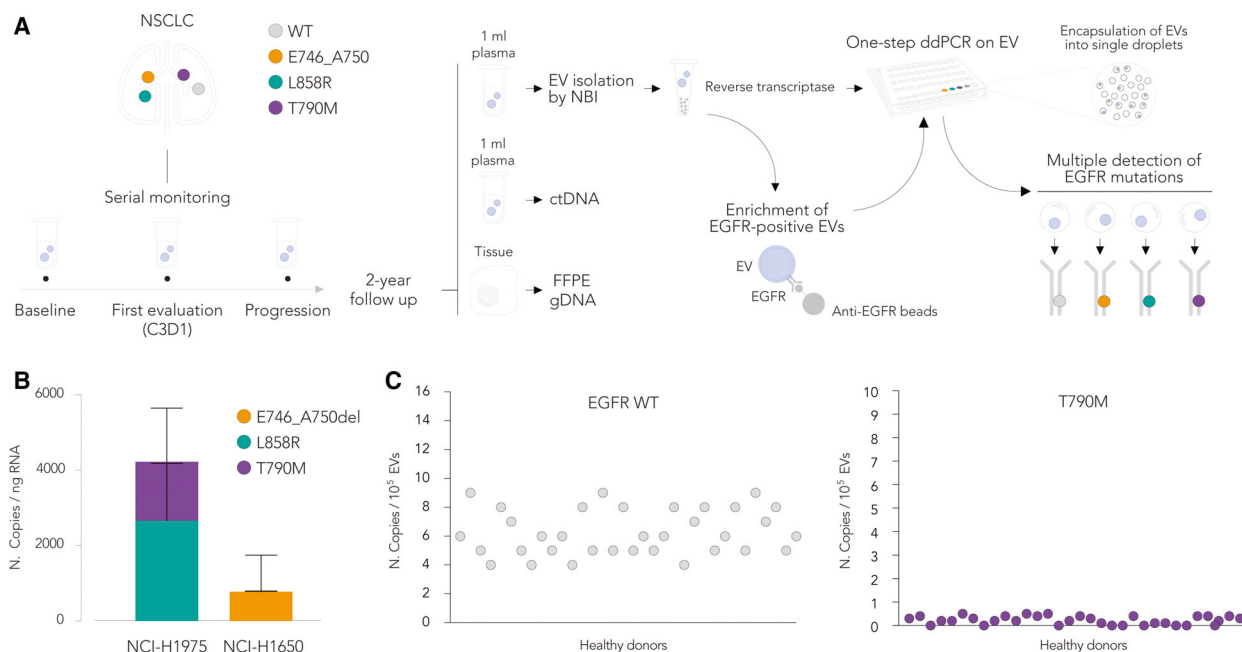 A
NSCLC
WT
E746_A750
L858R
T790M
Serial monitoring
Baseline
First evaluation
(C3D1)
Progression
2-year
follow up
1 ml
plasma
EV isolation
by NBI
Reverse transcriptase
1 ml
plasma
ctDNA
Tissue
FFPE
gDNA
Enrichment of
EGFR-positive EVs
EV
EGFR
Anti-EGFR beads
One-step ddPCR on EV
Encapsulation of EVs
into single droplets
Multiple detection of
EGFR mutations
B
N. Copies / ng RNA
6000
4000
2000
0
E746_A750del
L858R
T790M
NCI-H1975
NCI-H1650
C
EGFR WT
N. Copies / 10⁵ EVs
16
14
12
10
8
6
4
2
0
Healthy donors
T790M
N. Copies / 10⁵ EVs
10
9
8
7
6
5
4
3
2
1
0
Healthy donors